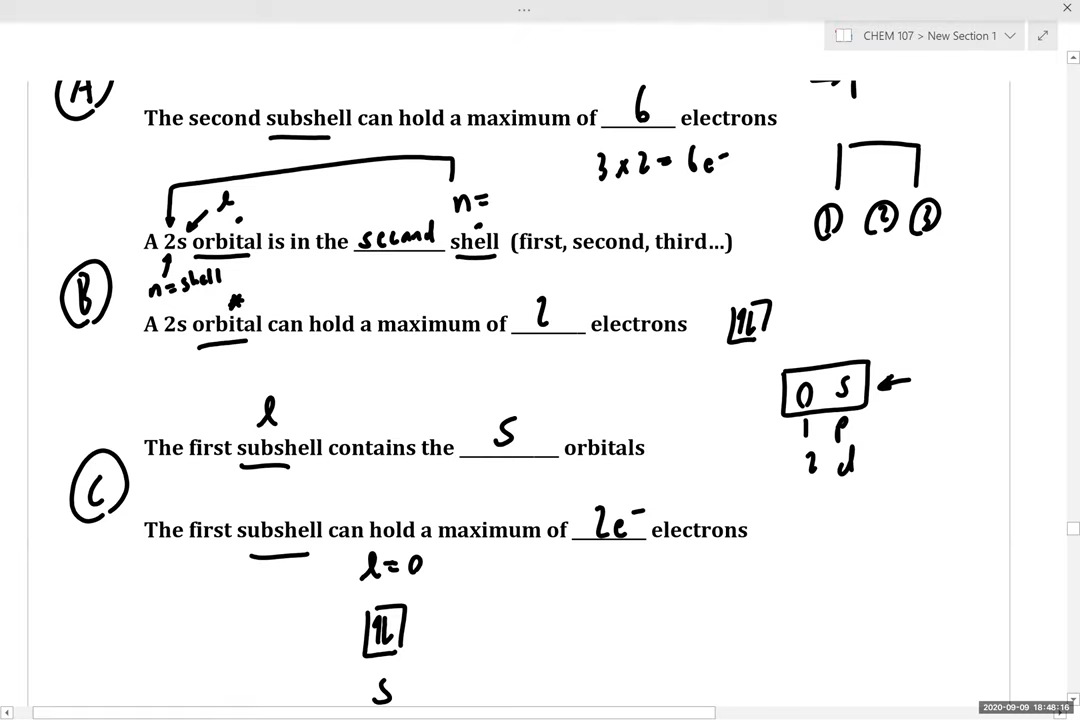 CHEM 107 > New Section 1
(A)
The second subshell can hold a maximum of 6 electrons
3 x 2 = 6e⁻
① ② ③
l
n=
A 2s orbital is in the second shell (first, second, third...)
n = shell
(B)
*
A 2s orbital can hold a maximum of 2 electrons
0 s
1 p
2 d
l
The first subshell contains the S orbitals
(C)
The first subshell can hold a maximum of 2e⁻ electrons
l = 0
s
2020-09-09 18:48:16